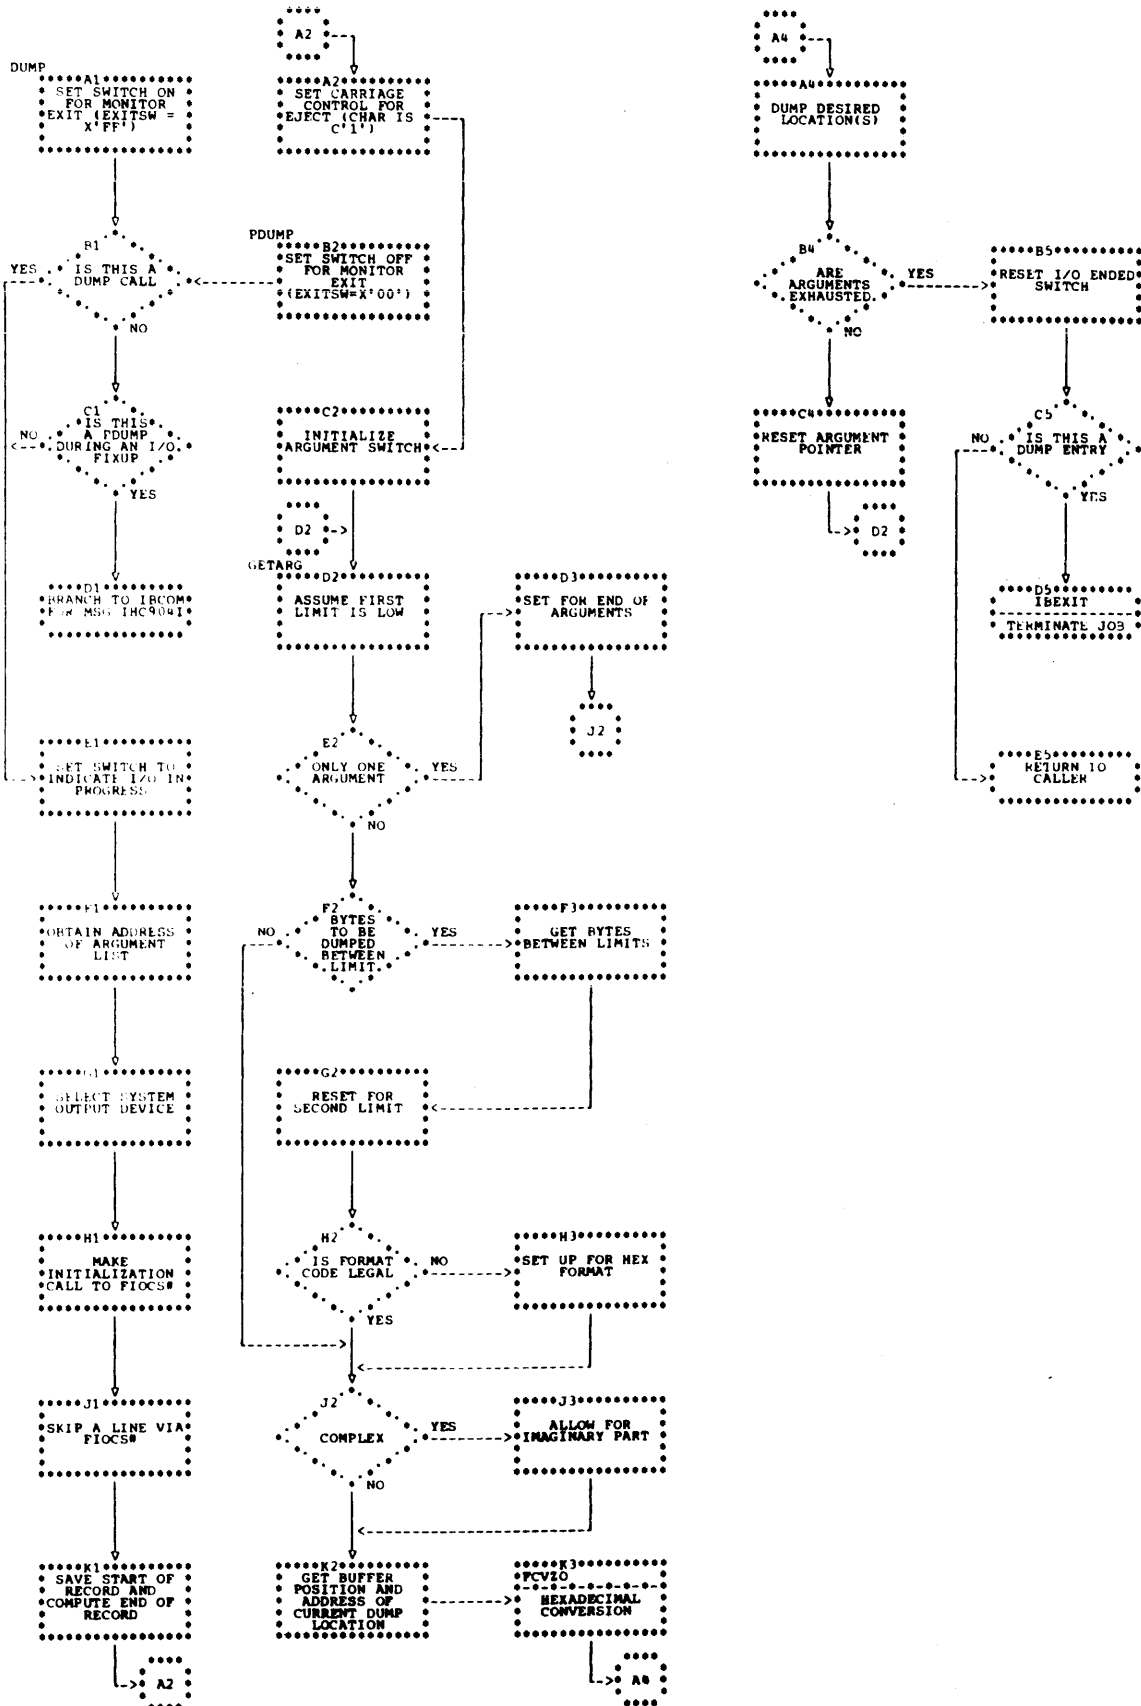 A2
DUMP
A1
SET SWITCH ON
FOR MONITOR
EXIT (EXITSW =
X'FF')
B1
IS THIS A
DUMP CALL
YES
NO
C1
IS THIS
A PDUMP
DURING AN I/O
FIXUP
NO
YES
D1
BRANCH TO IBCOM
FOR MSG IHC904I
E1
SET SWITCH TO
INDICATE I/O IN
PROGRESS
F1
OBTAIN ADDRESS
OF ARGUMENT
LIST
G1
SELECT SYSTEM
OUTPUT DEVICE
H1
MAKE
INITIALIZATION
CALL TO FIOCS#
J1
SKIP A LINE VIA
FIOCS#
K1
SAVE START OF
RECORD AND
COMPUTE END OF
RECORD
A2
A2
SET CARRIAGE
CONTROL FOR
EJECT (CHAR IS
C'1')
PDUMP
B2
SET SWITCH OFF
FOR MONITOR
EXIT
(EXITSW=X'00')
C2
INITIALIZE
ARGUMENT SWITCH
D2
GETARG
D2
ASSUME FIRST
LIMIT IS LOW
E2
ONLY ONE
ARGUMENT
YES
NO
F2
BYTES
TO BE
DUMPED
BETWEEN
LIMIT
NO
YES
G2
RESET FOR
SECOND LIMIT
H2
IS FORMAT
CODE LEGAL
NO
YES
J2
COMPLEX
YES
NO
K2
GET BUFFER
POSITION AND
ADDRESS OF
CURRENT DUMP
LOCATION
D3
SET FOR END OF
ARGUMENTS
J2
F3
GET BYTES
BETWEEN LIMITS
H3
SET UP FOR HEX
FORMAT
J3
ALLOW FOR
IMAGINARY PART
K3
FCVZO
HEXADECIMAL
CONVERSION
A4
A4
A4
DUMP DESIRED
LOCATION(S)
B4
ARE
ARGUMENTS
EXHAUSTED
YES
NO
C4
RESET ARGUMENT
POINTER
D2
B5
RESET I/O ENDED
SWITCH
C5
IS THIS A
DUMP ENTRY
NO
YES
D5
IBEXIT
TERMINATE JOB
E5
RETURN TO
CALLER